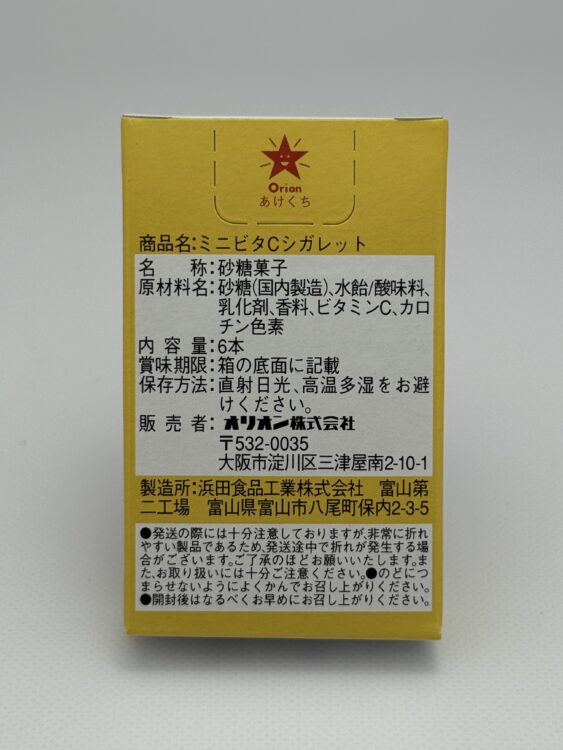 Orion
あけくち
商品名:ミニビタCシガレット
名　　称:砂糖菓子
原材料名:砂糖(国内製造)、水飴/酸味料、
乳化剤、香料、ビタミンC、カロ
チン色素
内 容 量:6本
賞味期限:箱の底面に記載
保存方法:直射日光、高温多湿をお避
けください。
販 売 者:オリオン株式会社
〒532-0035
大阪市淀川区三津屋南2-10-1
製造所:浜田食品工業株式会社　富山第
二工場　富山県富山市八尾町保内2-3-5
●発送の際には十分注意しておりますが、非常に折れ
やすい製品であるため、発送途中で折れが発生する場
合がございます。ご了承のほどお願いいたします。ま
た、お取り扱いには十分ご注意ください。●のどにつ
まらせないようによくかんでお召し上がりください。
●開封後はなるべくお早めにお召し上がりください。